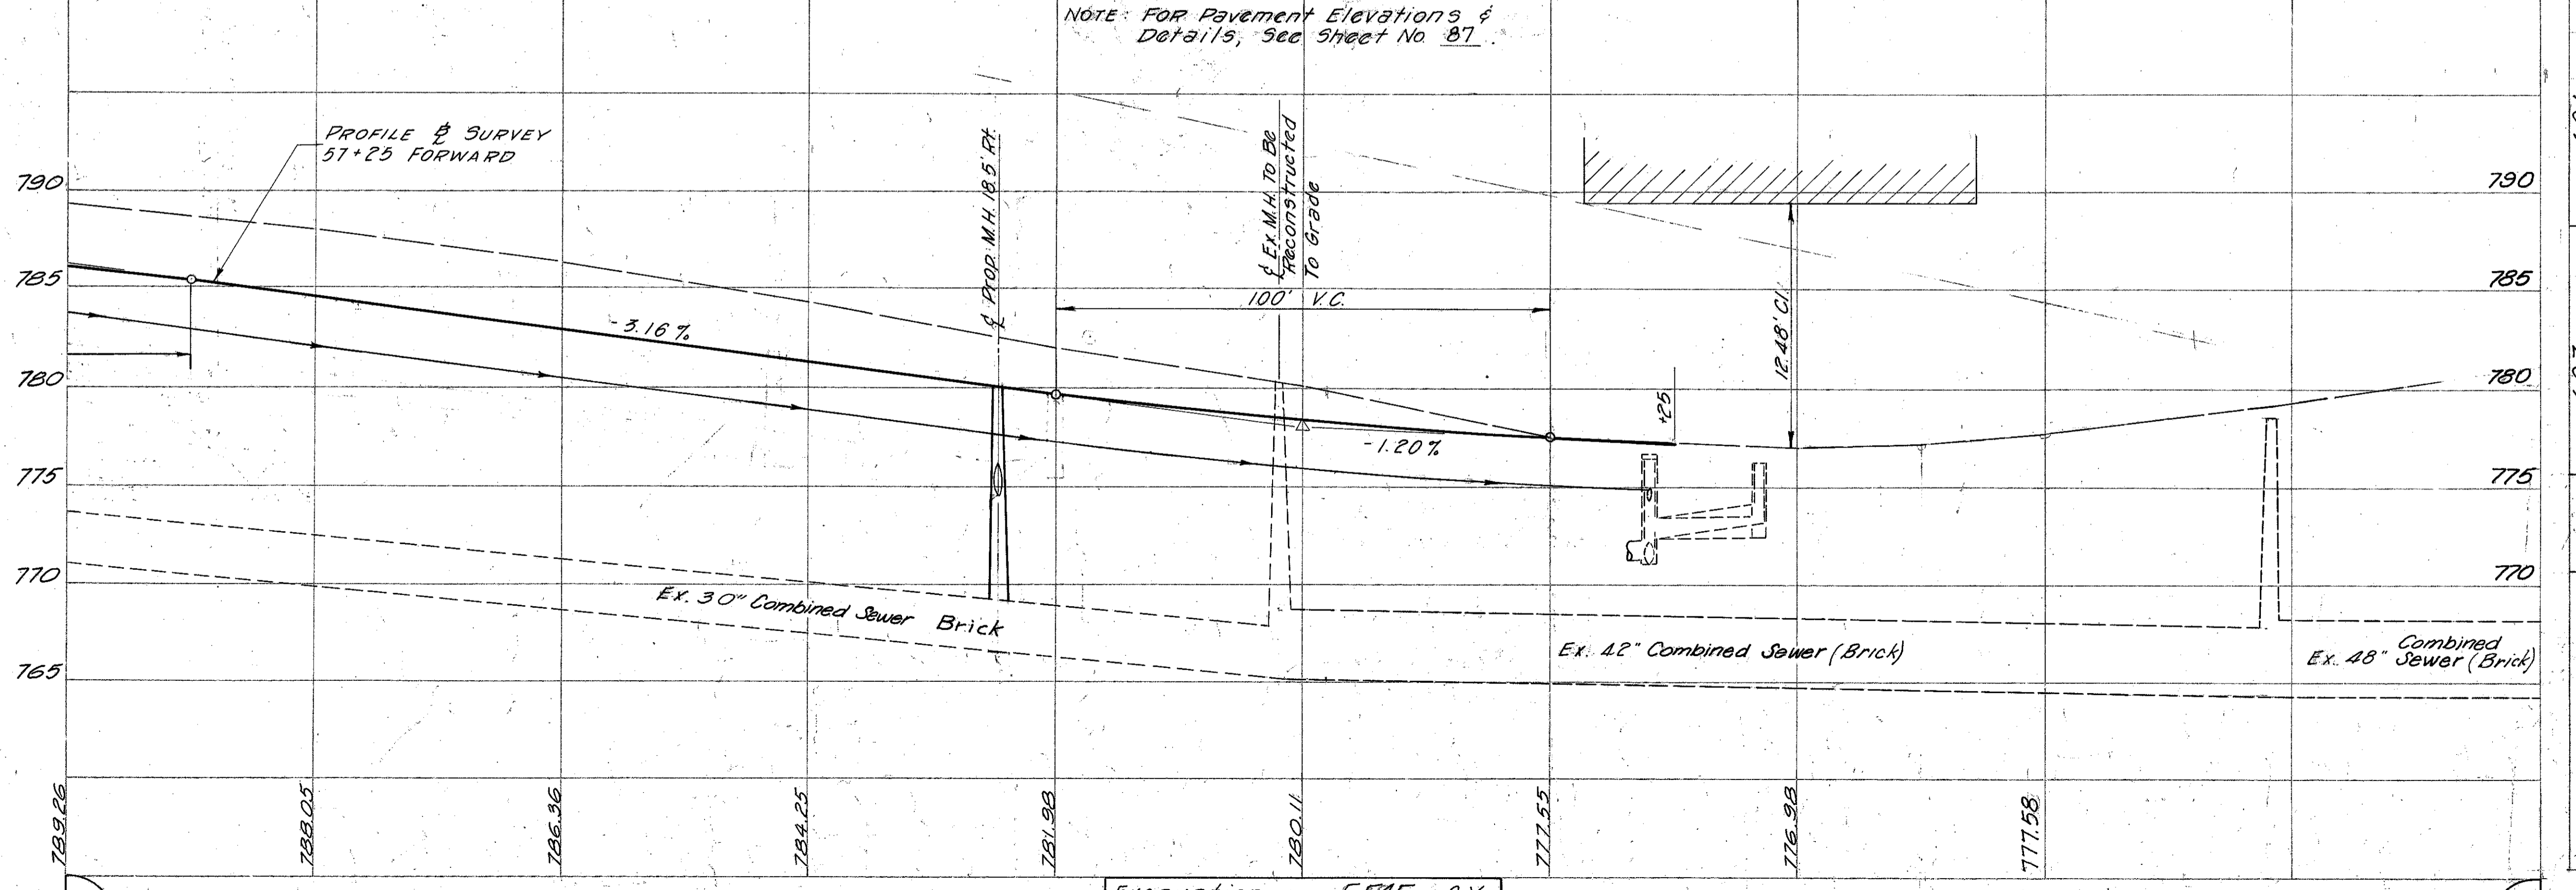 NOTE: FOR Pavement Elevations &
Details, See Sheet No. 87.
PROFILE & SURVEY
57+25 FORWARD
℄ PROP. M.H. 18.5' Rt.
℄ EX. M.H. TO BE
Reconstructed
To Grade
790
790
785
785
100' V.C.
-3.16 %
12.48' Cl.
780
780
+25
-1.20 %
775
775
770
770
Ex. 30" Combined Sewer Brick
Ex. 42" Combined Sewer (Brick)
Combined
Ex. 48" Sewer (Brick)
765
789.26
788.05
786.36
784.25
781.98
780.11
777.55
776.98
777.58